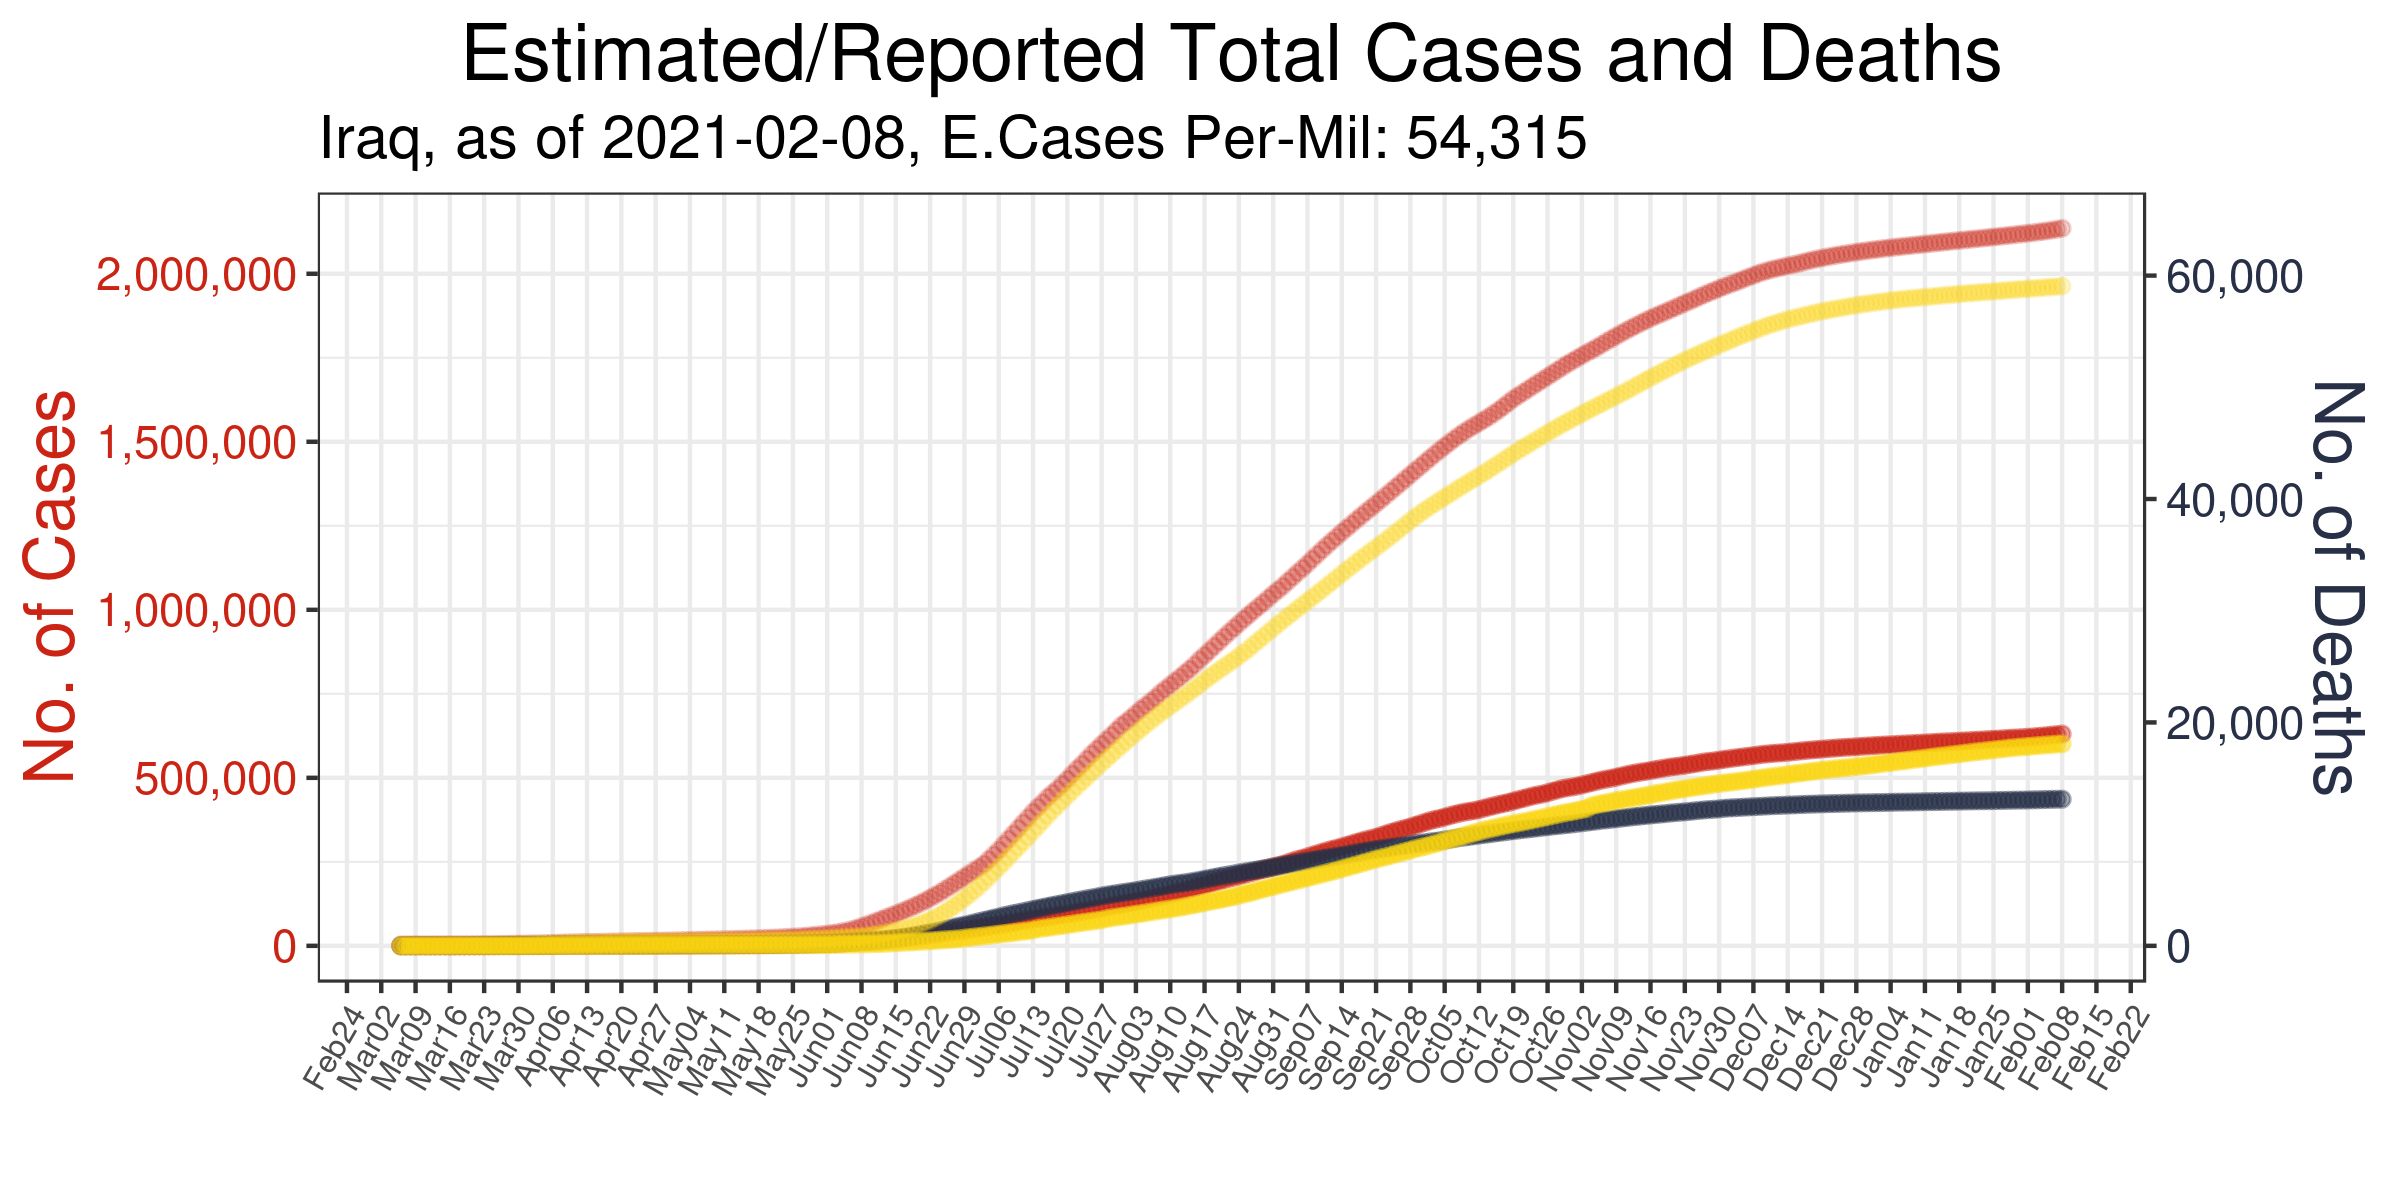 Estimated/Reported Total Cases and Deaths
Iraq, as of 2021-02-08, E.Cases Per-Mil: 54,315
No. of Cases
2,000,000
1,500,000
1,000,000
500,000
0
60,000
40,000
20,000
0
No. of Deaths
Feb24
Mar02
Mar09
Mar16
Mar23
Mar30
Apr06
Apr13
Apr20
Apr27
May04
May11
May18
May25
Jun01
Jun08
Jun15
Jun22
Jun29
Jul06
Jul13
Jul20
Jul27
Aug03
Aug10
Aug17
Aug24
Aug31
Sep07
Sep14
Sep21
Sep28
Oct05
Oct12
Oct19
Oct26
Nov02
Nov09
Nov16
Nov23
Nov30
Dec07
Dec14
Dec21
Dec28
Jan04
Jan11
Jan18
Jan25
Feb01
Feb08
Feb15
Feb22